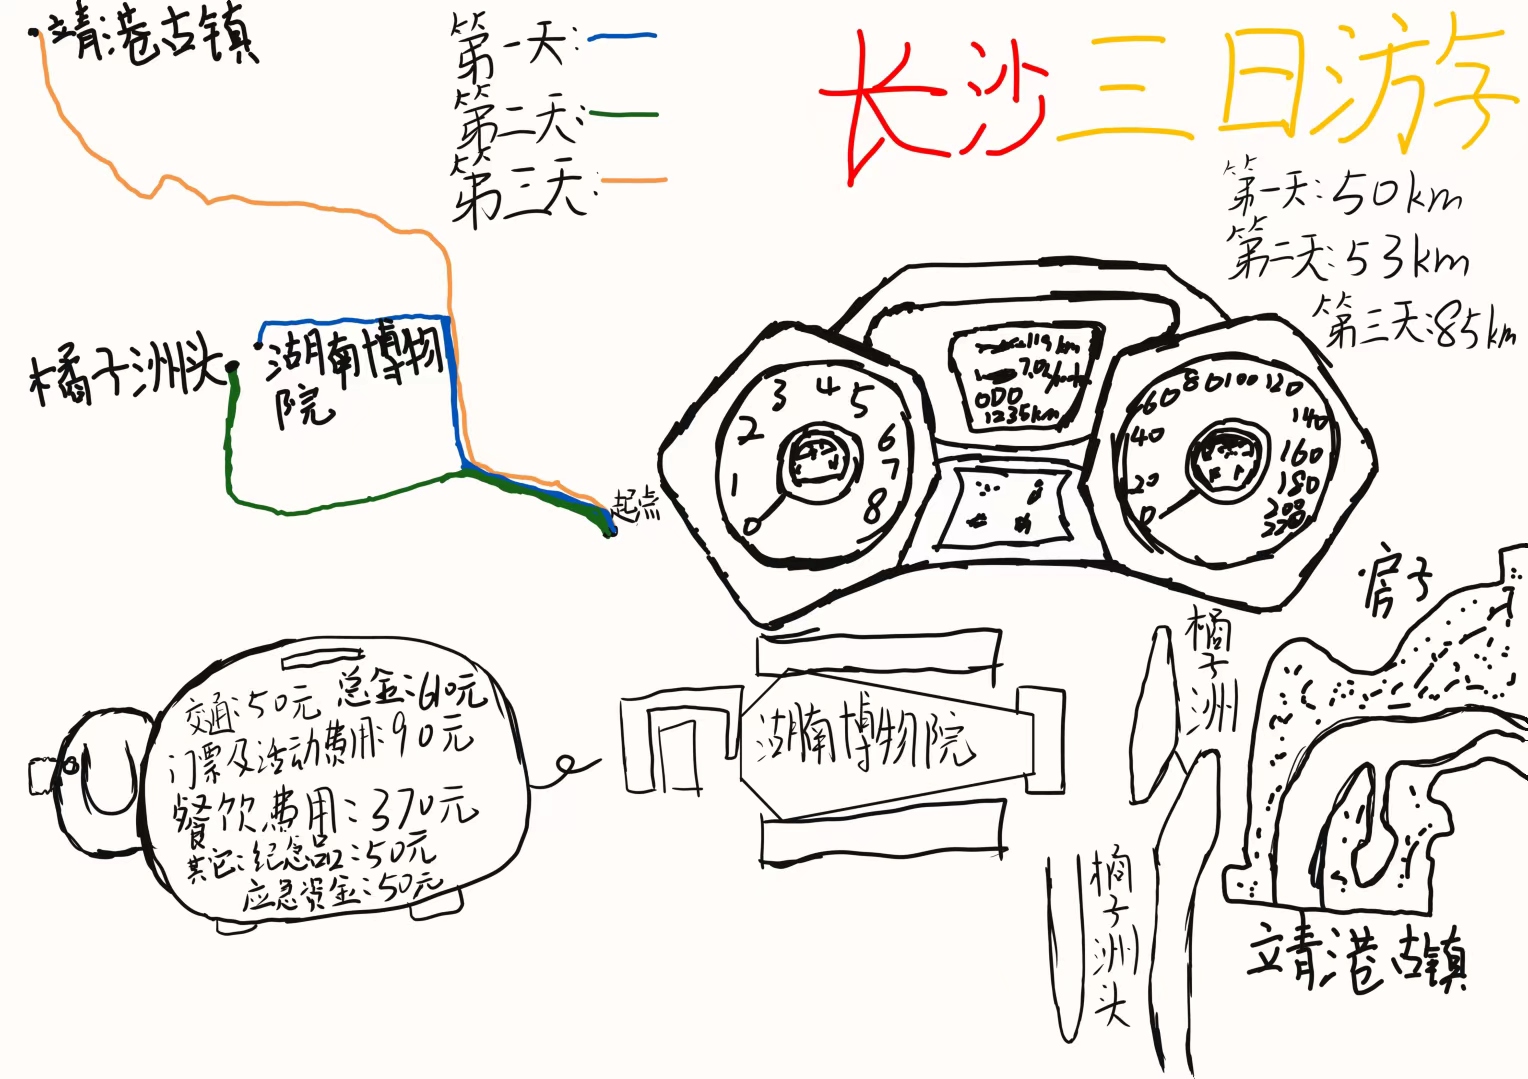 靖港古镇
第一天:
第二天:
第三天:
长沙三日游
第一天:50km
第二天:53km
第三天:85km
橘子洲头
湖南博物
院
起点
0 1 2 3 4 5 6 7 8
119km
ODO
1235km
0 20 40 60 80 100 120 140 160 180 200 220
交通:50元 总金:610元
门票及活动费用:90元
餐饮费用:370元
其它:纪念品:50元
应急资金:50元
湖南博物院
橘子洲
橘子洲头
房子
靖港古镇